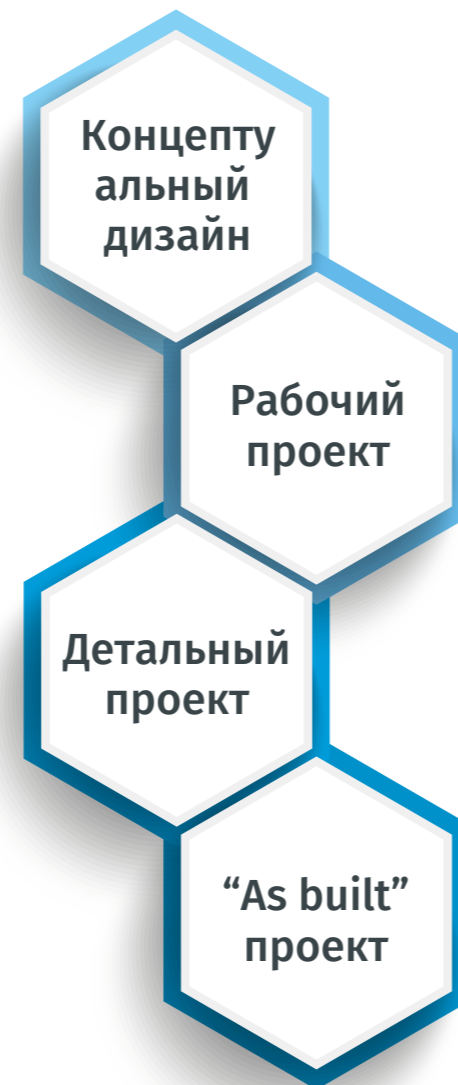 Концепту
альный
дизайн
Рабочий
проект
Детальный
проект
“As built”
проект